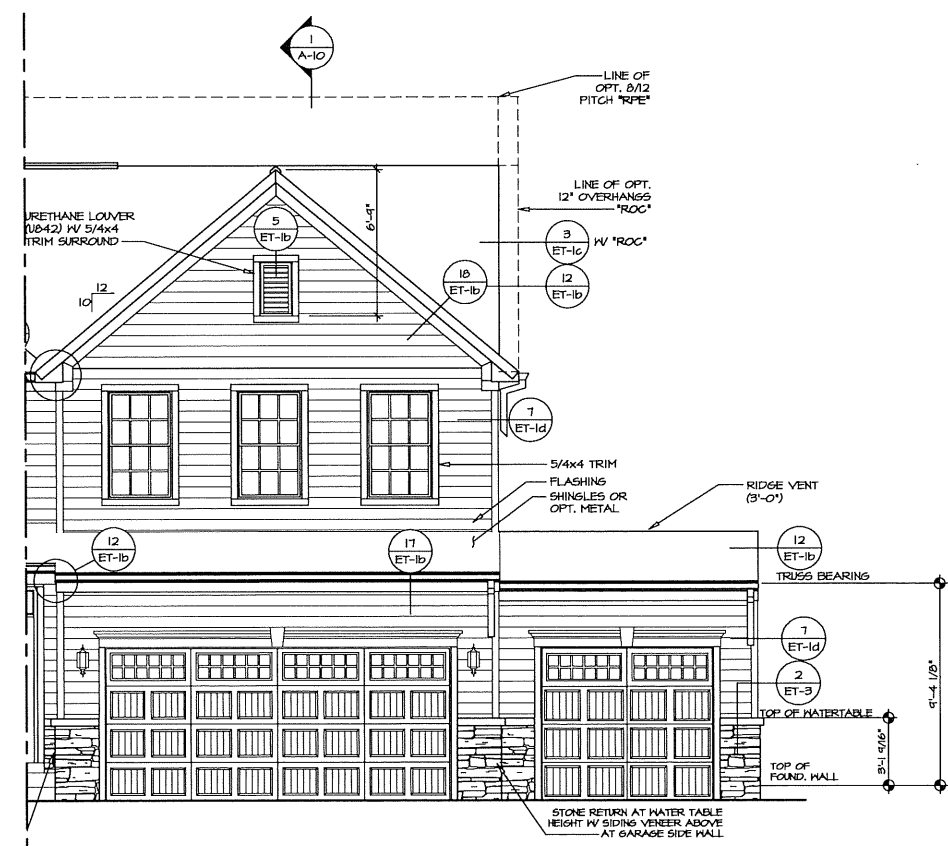 1
A-10
LINE OF
OPT. 8/12
PITCH "RPE"
LINE OF OPT.
12" OVERHANGS
"ROC"
URETHANE LOUVER
(U842) W/ 5/4x4
TRIM SURROUND
5
ET-1b
6'-9"
3
ET-1c
W/ "ROC"
18
ET-1b
12
ET-1b
12
10
7
ET-1d
5/4x4 TRIM
FLASHING
SHINGLES OR
OPT. METAL
RIDGE VENT
(3'-0")
12
ET-1b
17
ET-1b
12
ET-1b
TRUSS BEARING
7
ET-1d
2
ET-3
9'-4 1/8"
TOP OF WATERTABLE
3'-1 9/16"
TOP OF
FOUND. WALL
STONE RETURN AT WATER TABLE
HEIGHT W/ SIDING VENEER ABOVE
AT GARAGE SIDE WALL